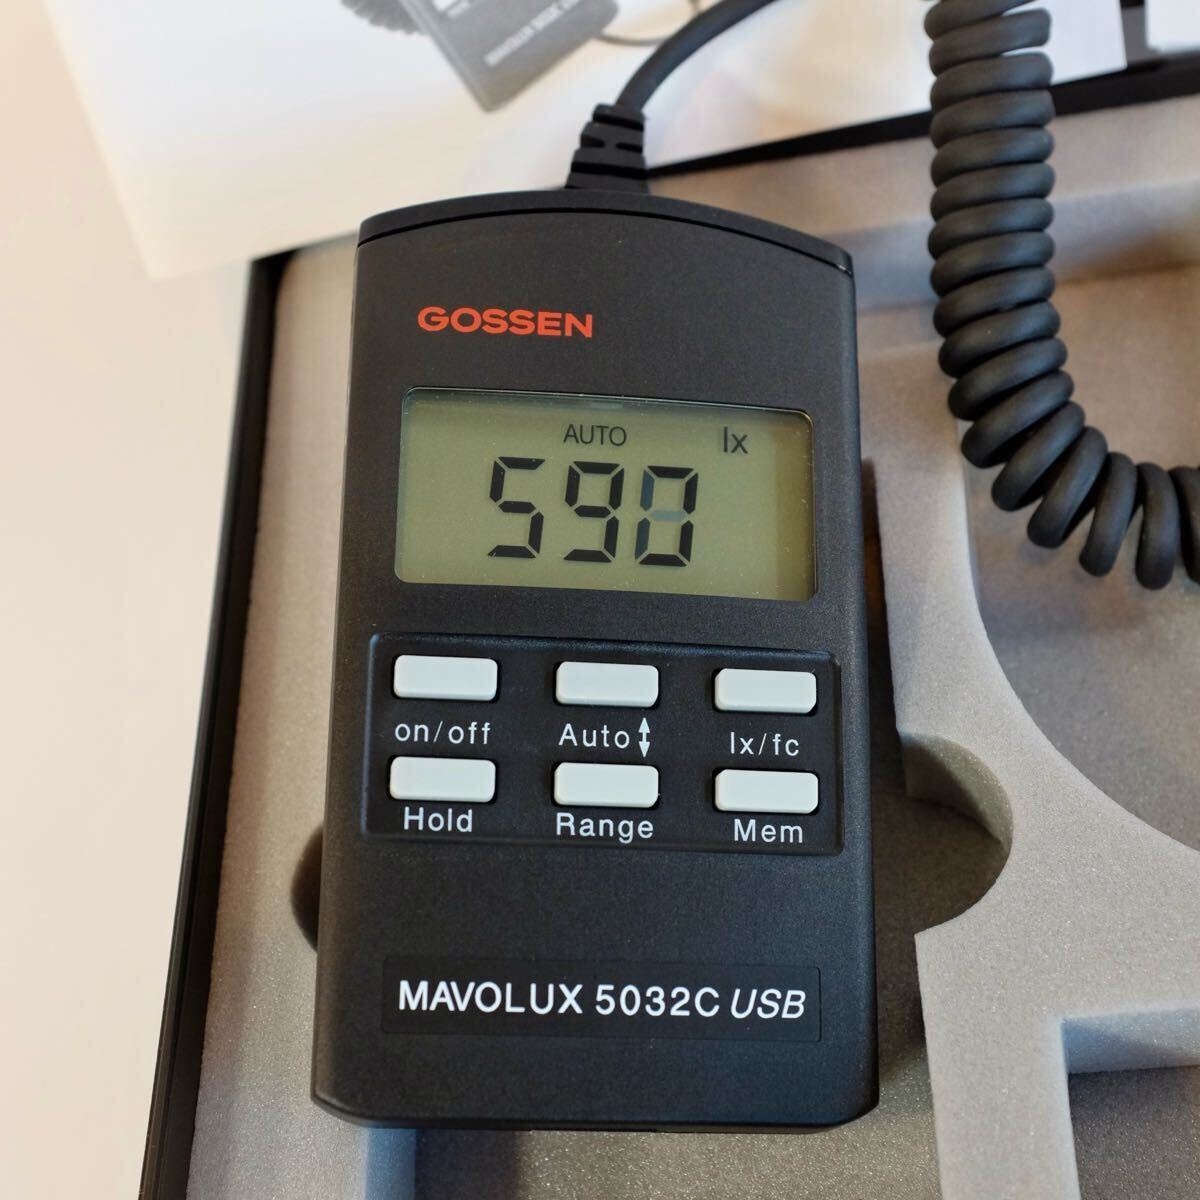 GOSSEN
AUTO lx
590
on/off Auto lx/fc
Hold Range Mem
MAVOLUX 5032C USB